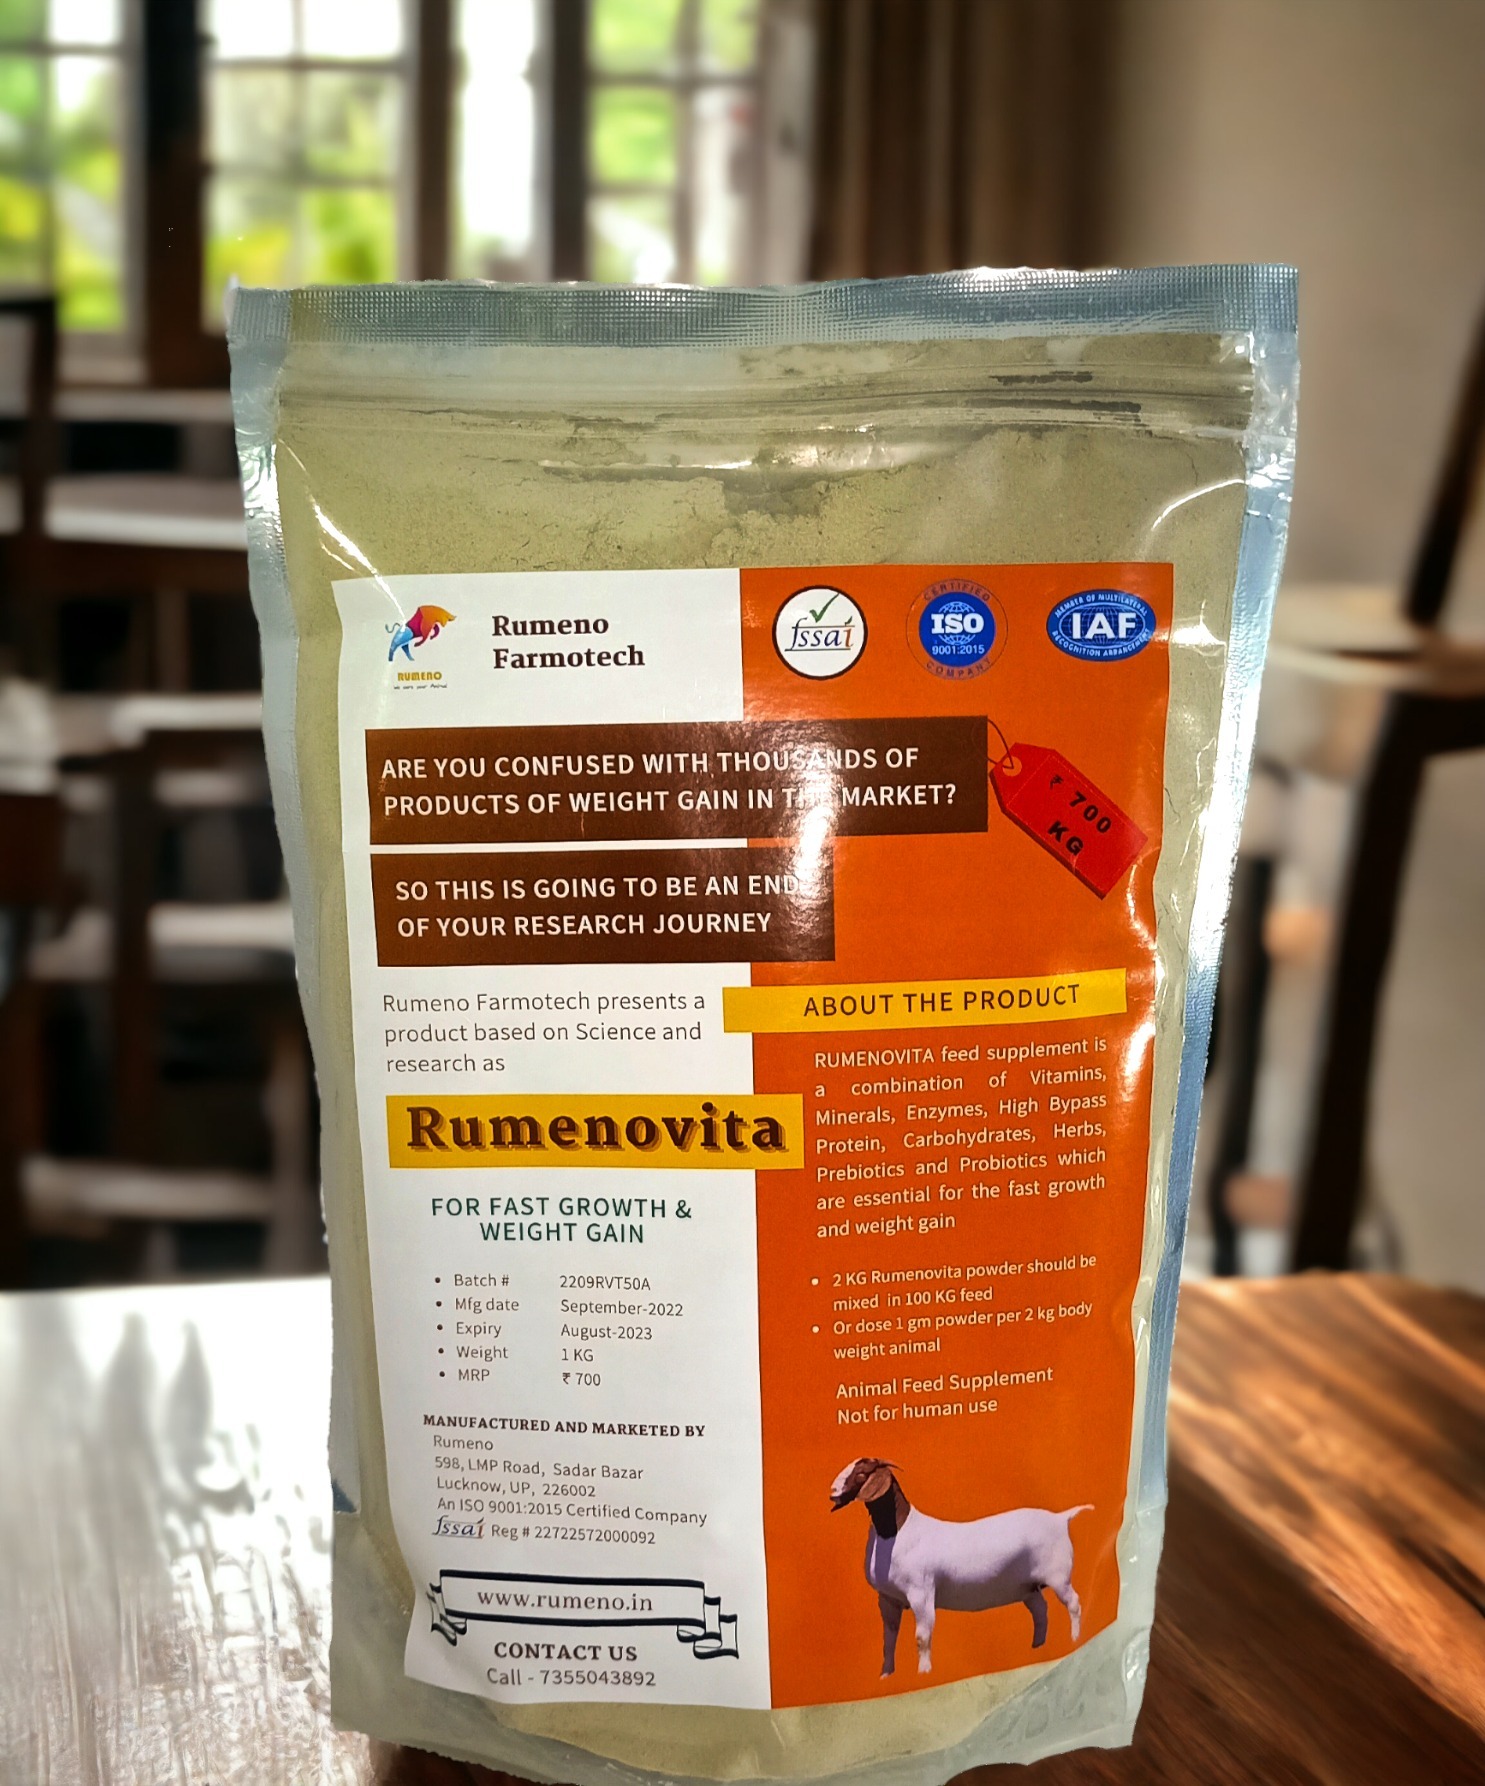 RUMENO
Rumeno
Farmotech
fssai
CERTIFIED
ISO
9001:2015
COMPANY
MEMBER OF MULTILATERAL
IAF
RECOGNITION ARRANGEMENT
ARE YOU CONFUSED WITH THOUSANDS OF
PRODUCTS OF WEIGHT GAIN IN THE MARKET?
₹ 700
KG
SO THIS IS GOING TO BE AN END
OF YOUR RESEARCH JOURNEY
Rumeno Farmotech presents a
product based on Science and
research as
Rumenovita
FOR FAST GROWTH &
WEIGHT GAIN
• Batch # 2209RVT50A
• Mfg date September-2022
• Expiry August-2023
• Weight 1 KG
• MRP ₹ 700
MANUFACTURED AND MARKETED BY
Rumeno
598, LMP Road, Sadar Bazar
Lucknow, UP, 226002
An ISO 9001:2015 Certified Company
fssai Reg # 22722572000092
www.rumeno.in
CONTACT US
Call - 7355043892
ABOUT THE PRODUCT
RUMENOVITA feed supplement is
a combination of Vitamins,
Minerals, Enzymes, High Bypass
Protein, Carbohydrates, Herbs,
Prebiotics and Probiotics which
are essential for the fast growth
and weight gain
• 2 KG Rumenovita powder should be
mixed in 100 KG feed
• Or dose 1 gm powder per 2 kg body
weight animal
Animal Feed Supplement
Not for human use